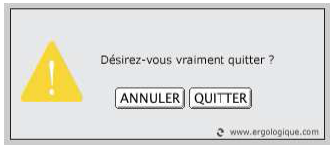 Désirez-vous vraiment quitter ?
ANNULER QUITTER
www.ergologique.com